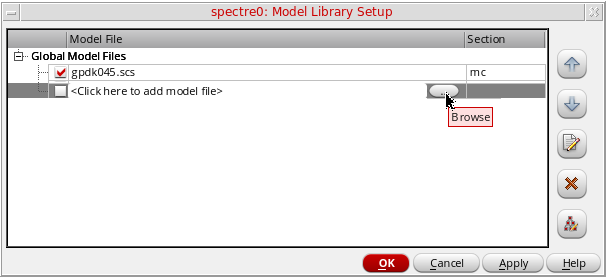 spectre0: Model Library Setup
Model File Section
Global Model Files
gpdk045.scs mc
<Click here to add model file> ...
Browse
OK Cancel Apply Help